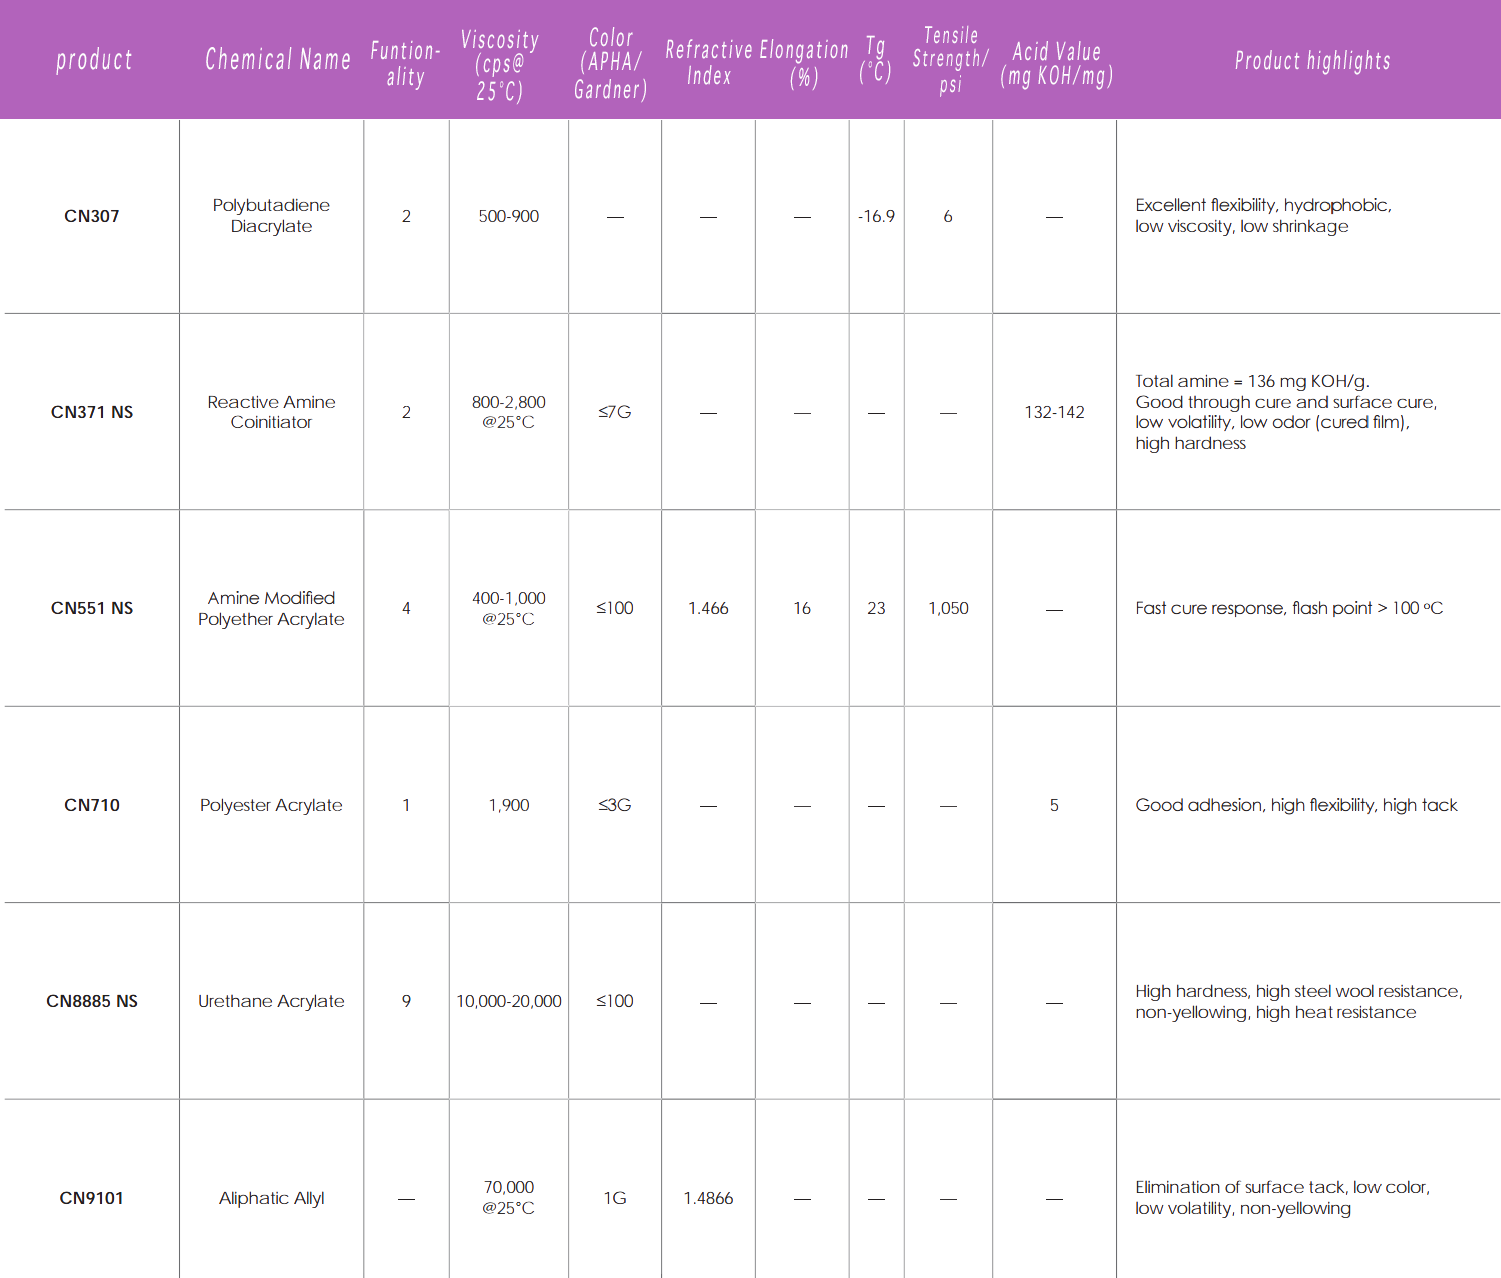 product
Chemical Name
Funtion-
ality
Viscosity
(cps@
25°C)
Color
(APHA/
Gardner)
Refractive
Index
Elongation
(%)
Tg
(°C)
Tensile
Strength/
psi
Acid Value
(mg KOH/mg)
Product highlights
CN307
Polybutadiene
Diacrylate
2
500-900
—
—
—
-16.9
6
—
Excellent flexibility, hydrophobic,
low viscosity, low shrinkage
CN371 NS
Reactive Amine
Coinitiator
2
800-2,800
@25°C
≤7G
—
—
—
—
132-142
Total amine = 136 mg KOH/g.
Good through cure and surface cure,
low volatility, low odor (cured film),
high hardness
CN551 NS
Amine Modified
Polyether Acrylate
4
400-1,000
@25°C
≤100
1.466
16
23
1,050
—
Fast cure response, flash point > 100 ºC
CN710
Polyester Acrylate
1
1,900
≤3G
—
—
—
—
5
Good adhesion, high flexibility, high tack
CN8885 NS
Urethane Acrylate
9
10,000-20,000
≤100
—
—
—
—
—
High hardness, high steel wool resistance,
non-yellowing, high heat resistance
CN9101
Aliphatic Allyl
—
70,000
@25°C
1G
1.4866
—
—
—
—
Elimination of surface tack, low color,
low volatility, non-yellowing